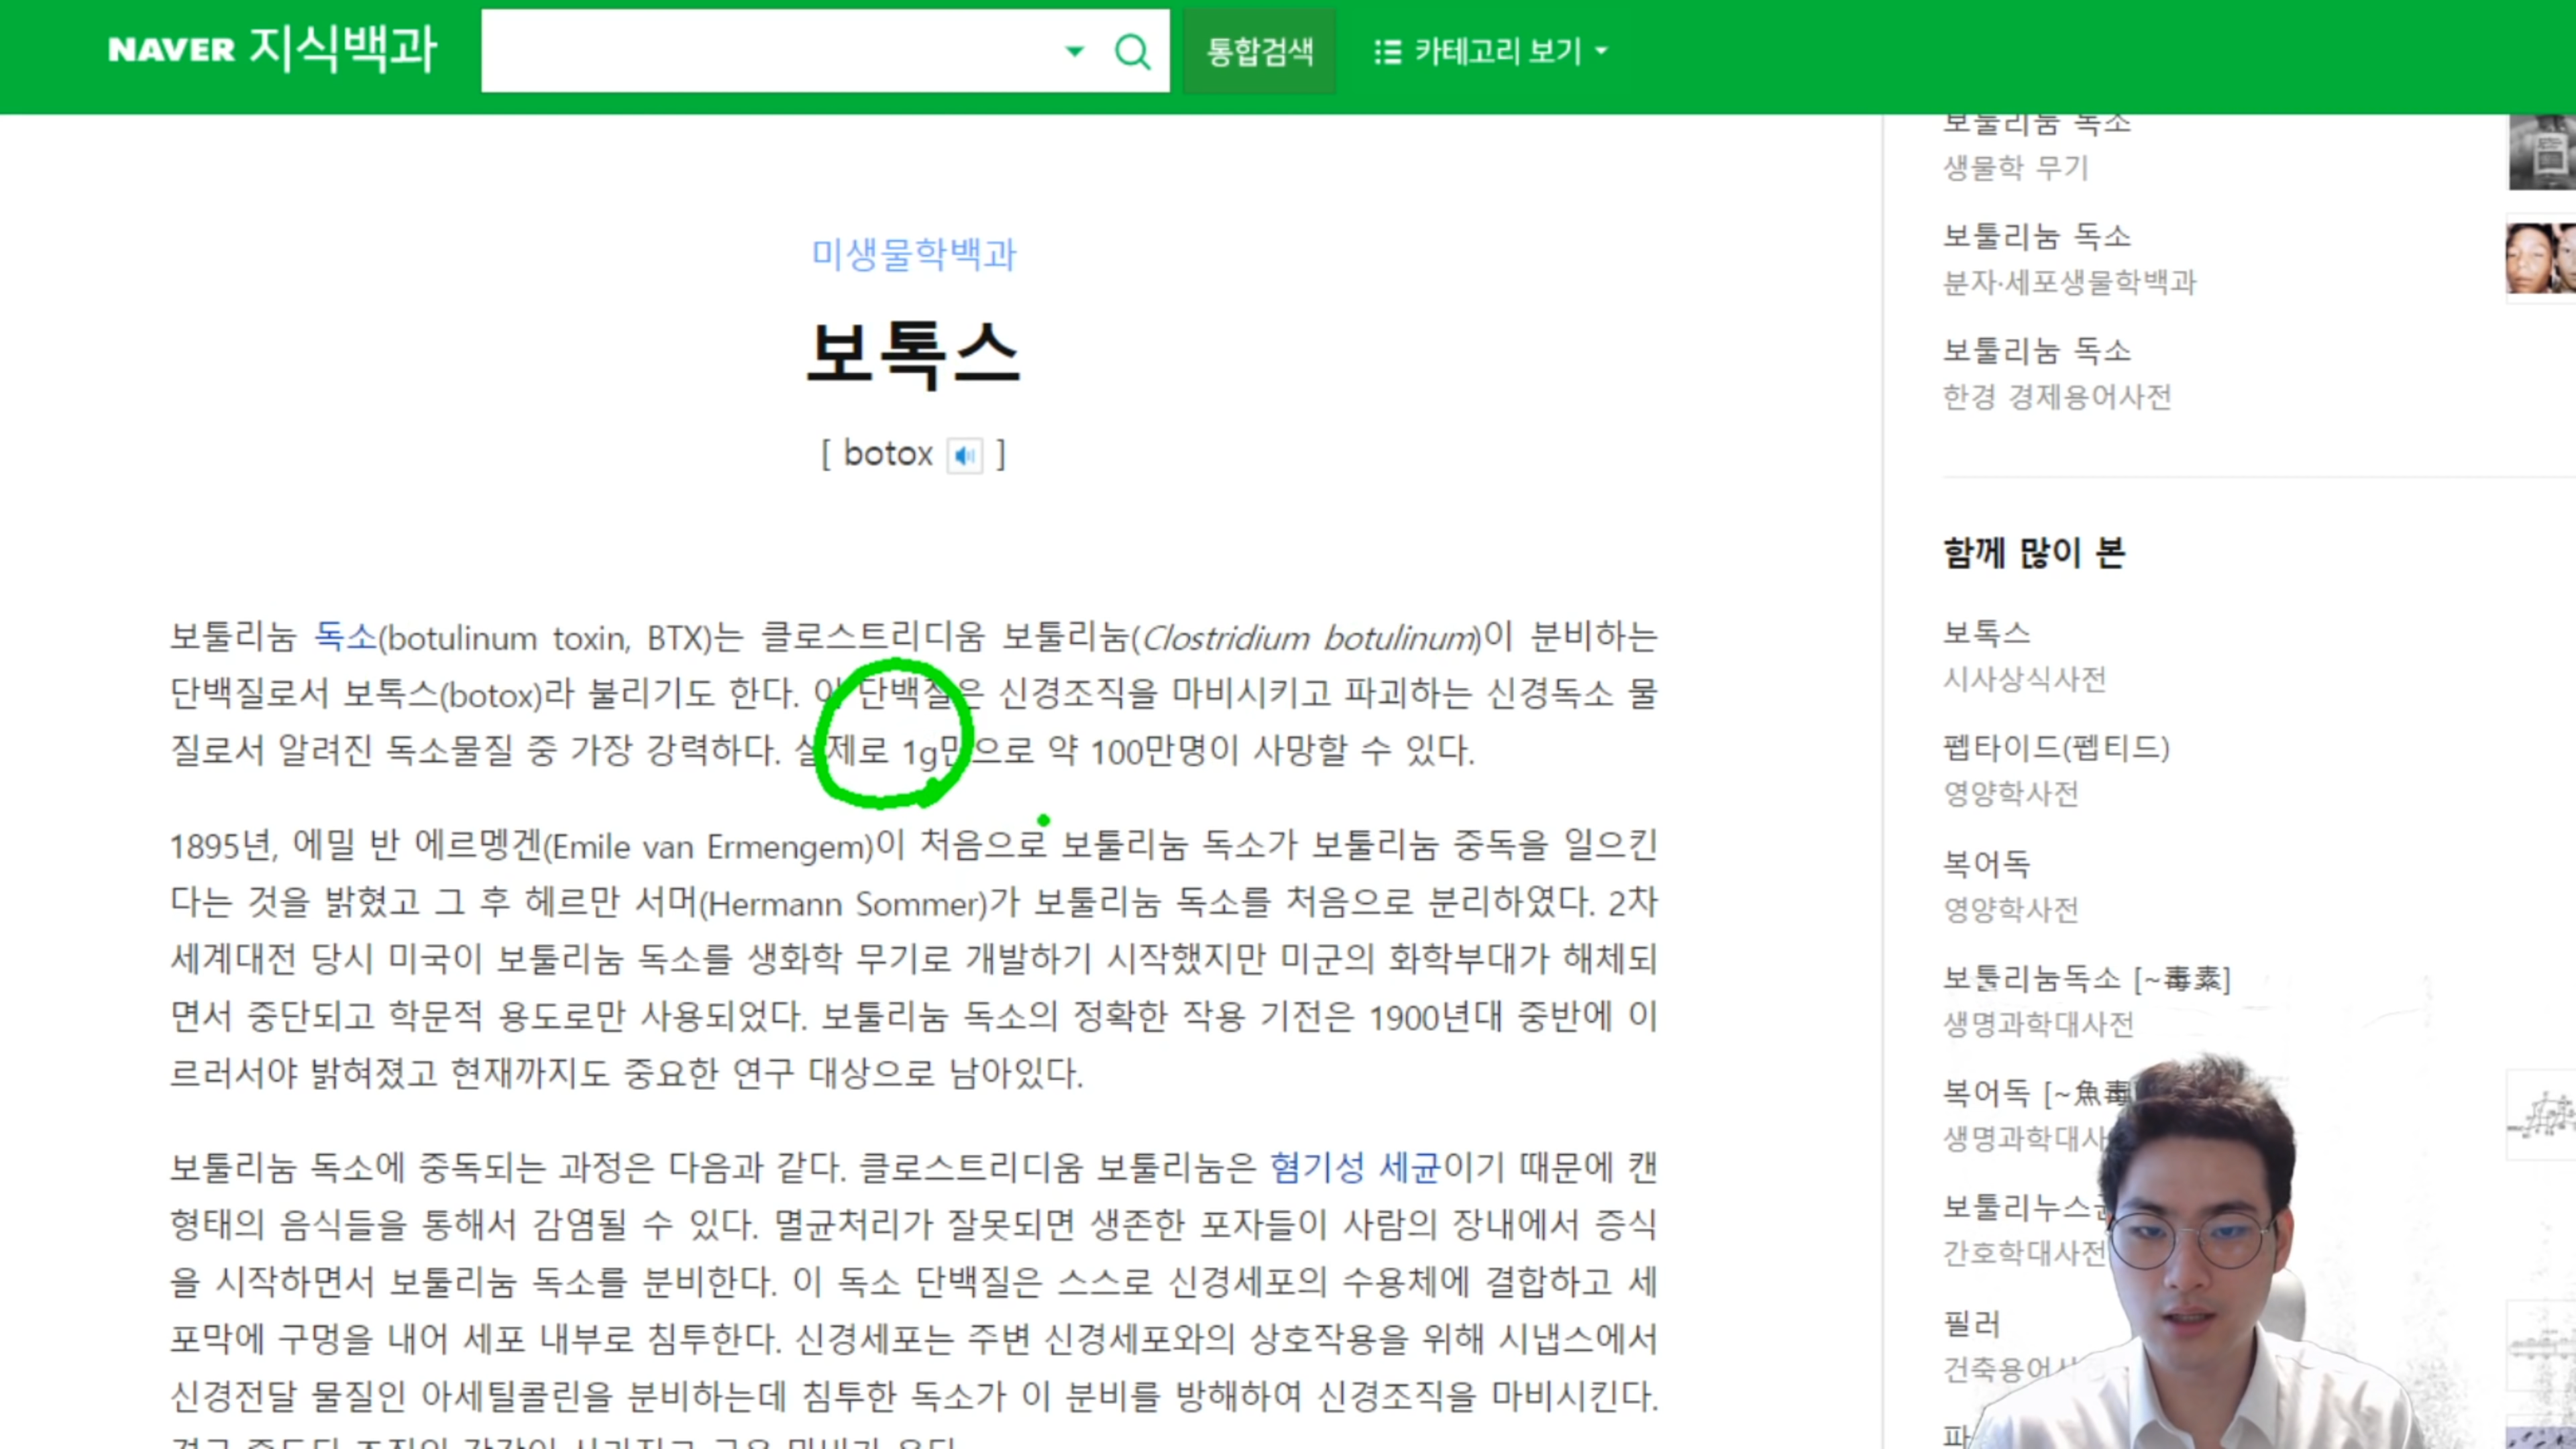 NAVER 지식백과
통합검색
카테고리 보기
미생물학백과
보톡스
[ botox ]
보툴리눔 독소(botulinum toxin, BTX)는 클로스트리디움 보툴리눔(Clostridium botulinum)이 분비하는
단백질로서 보톡스(botox)라 불리기도 한다. 이 단백질은 신경조직을 마비시키고 파괴하는 신경독소 물
질로서 알려진 독소물질 중 가장 강력하다. 실제로 1g만으로 약 100만명이 사망할 수 있다.
1895년, 에밀 반 에르멩겐(Emile van Ermengem)이 처음으로 보툴리눔 독소가 보툴리눔 중독을 일으킨
다는 것을 밝혔고 그 후 헤르만 서머(Hermann Sommer)가 보툴리눔 독소를 처음으로 분리하였다. 2차
세계대전 당시 미국이 보툴리눔 독소를 생화학 무기로 개발하기 시작했지만 미군의 화학부대가 해체되
면서 중단되고 학문적 용도로만 사용되었다. 보툴리눔 독소의 정확한 작용 기전은 1900년대 중반에 이
르러서야 밝혀졌고 현재까지도 중요한 연구 대상으로 남아있다.
보툴리눔 독소에 중독되는 과정은 다음과 같다. 클로스트리디움 보툴리눔은 혐기성 세균이기 때문에 캔
형태의 음식들을 통해서 감염될 수 있다. 멸균처리가 잘못되면 생존한 포자들이 사람의 장내에서 증식
을 시작하면서 보툴리눔 독소를 분비한다. 이 독소 단백질은 스스로 신경세포의 수용체에 결합하고 세
포막에 구멍을 내어 세포 내부로 침투한다. 신경세포는 주변 신경세포와의 상호작용을 위해 시냅스에서
신경전달 물질인 아세틸콜린을 분비하는데 침투한 독소가 이 분비를 방해하여 신경조직을 마비시킨다.
보툴리눔 독소
생물학 무기
보툴리눔 독소
분자·세포생물학백과
보툴리눔 독소
한경 경제용어사전
함께 많이 본
보톡스
시사상식사전
펩타이드(펩티드)
영양학사전
복어독
영양학사전
보툴리눔독소 [~毒素]
생명과학대사전
복어독 [~魚毒
생명과학대사
보툴리누스균
간호학대사전
필러
건축용어사